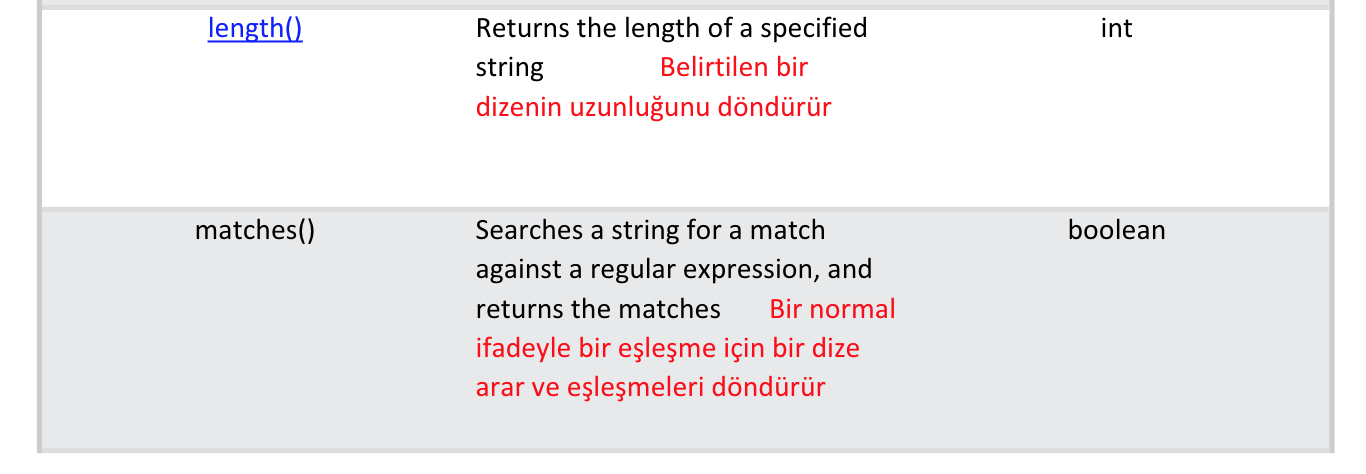 length() Returns the length of a specified int
string Belirtilen bir
dizenin uzunluğunu döndürür
matches() Searches a string for a match boolean
against a regular expression, and
returns the matches Bir normal
ifadeyle bir eşleşme için bir dize
arar ve eşleşmeleri döndürür